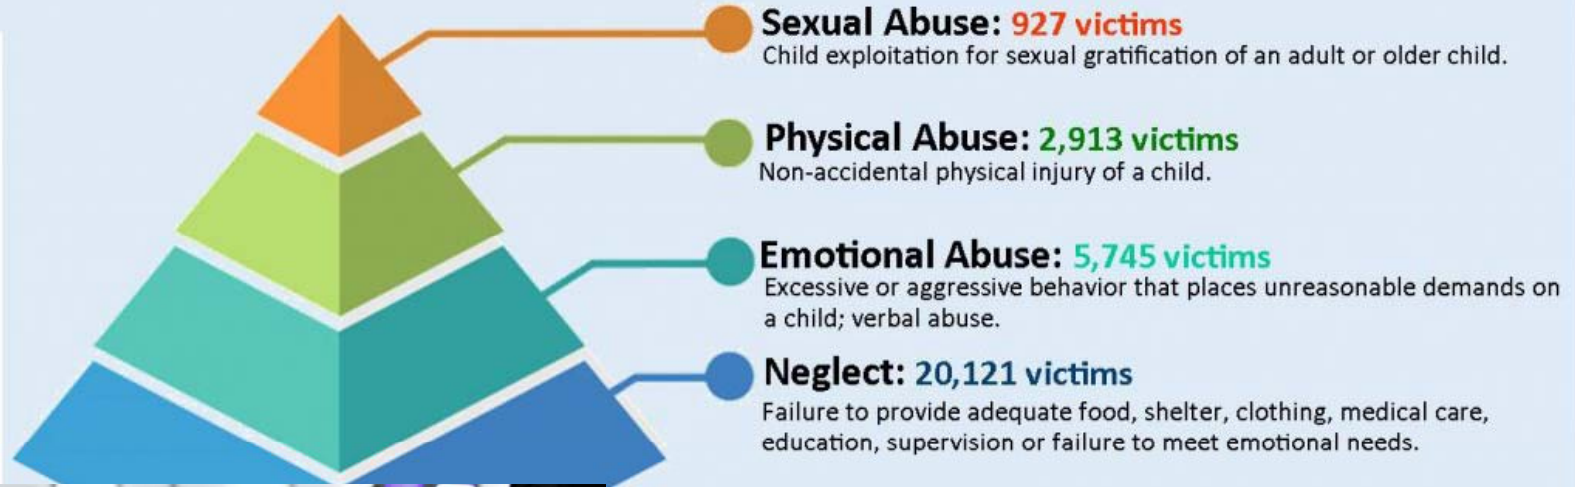 Sexual Abuse: 927 victims
Child exploitation for sexual gratification of an adult or older child.
Physical Abuse: 2,913 victims
Non-accidental physical injury of a child.
Emotional Abuse: 5,745 victims
Excessive or aggressive behavior that places unreasonable demands on
a child; verbal abuse.
Neglect: 20,121 victims
Failure to provide adequate food, shelter, clothing, medical care,
education, supervision or failure to meet emotional needs.